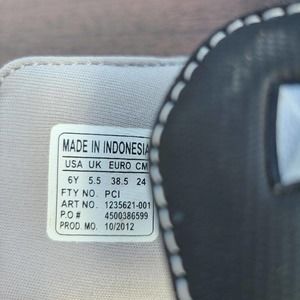 MADE IN INDONESIA
USA UK EURO CM
6Y 5.5 38.5 24
FTY NO. PCI
ART NO. 1235621-001
P.O # 4500386599
PROD. MO. 10/2012